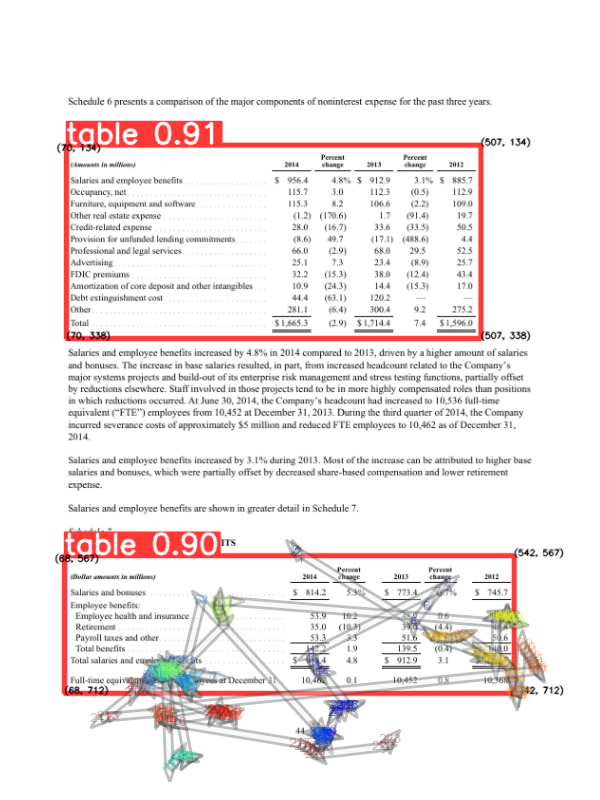 Schedule 6 presents a comparison of the major components of noninterest expense for the past three years.
table 0.91
(70, 134)
(507, 134)
(Amounts in millions) 2014 Percent change 2013 Percent change 2012
Salaries and employee benefits $ 956.4 4.8% $ 912.9 3.1% $ 885.7
Occupancy, net 115.7 3.0 112.3 (0.5) 112.9
Furniture, equipment and software 115.3 8.2 106.6 (2.2) 109.0
Other real estate expense (1.2) (170.6) 1.7 (91.4) 19.7
Credit-related expense 28.0 (16.7) 33.6 (33.5) 50.5
Provision for unfunded lending commitments (8.6) 49.7 (17.1) (488.6) 4.4
Professional and legal services 66.0 (2.9) 68.0 29.5 52.5
Advertising 25.1 7.3 23.4 (8.9) 25.7
FDIC premiums 32.2 (15.3) 38.0 (12.4) 43.4
Amortization of core deposit and other intangibles 10.9 (24.3) 14.4 (15.3) 17.0
Debt extinguishment cost 44.4 (63.1) 120.2 — —
Other 281.1 (6.4) 300.4 9.2 275.2
Total $1,665.3 (2.9) $1,714.4 7.4 $1,596.0
(70, 338)
(507, 338)
Salaries and employee benefits increased by 4.8% in 2014 compared to 2013, driven by a higher amount of salaries
and bonuses. The increase in base salaries resulted, in part, from increased headcount related to the Company's
major systems projects and build-out of its enterprise risk management and stress testing functions, partially offset
by reductions elsewhere. Staff involved in those projects tend to be in more highly compensated roles than positions
in which reductions occurred. At June 30, 2014, the Company's headcount had increased to 10,536 full-time
equivalent ("FTE") employees from 10,452 at December 31, 2013. During the third quarter of 2014, the Company
incurred severance costs of approximately $5 million and reduced FTE employees to 10,462 as of December 31,
2014.
Salaries and employee benefits increased by 3.1% during 2013. Most of the increase can be attributed to higher base
salaries and bonuses, which were partially offset by decreased share-based compensation and lower retirement
expense.
Salaries and employee benefits are shown in greater detail in Schedule 7.
table 0.90
(68, 567)
(542, 567)
(Dollar amounts in millions) 2014 Percent change 2013 Percent change 2012
Salaries and bonuses $ 814.2 5.3% $ 773.4 $ 745.7
Employee benefits:
Employee health and insurance 53.9 10.2 0.6
Retirement 35.0 (10.3) (4.4)
Payroll taxes and other 53.3 3.3 51.6
Total benefits 142.2 1.9 139.5 (0.4)
Total salaries and 4.8 $ 912.9 3.1
at December 31 0.1 10,452 0.8 10,368
(68, 712)
44